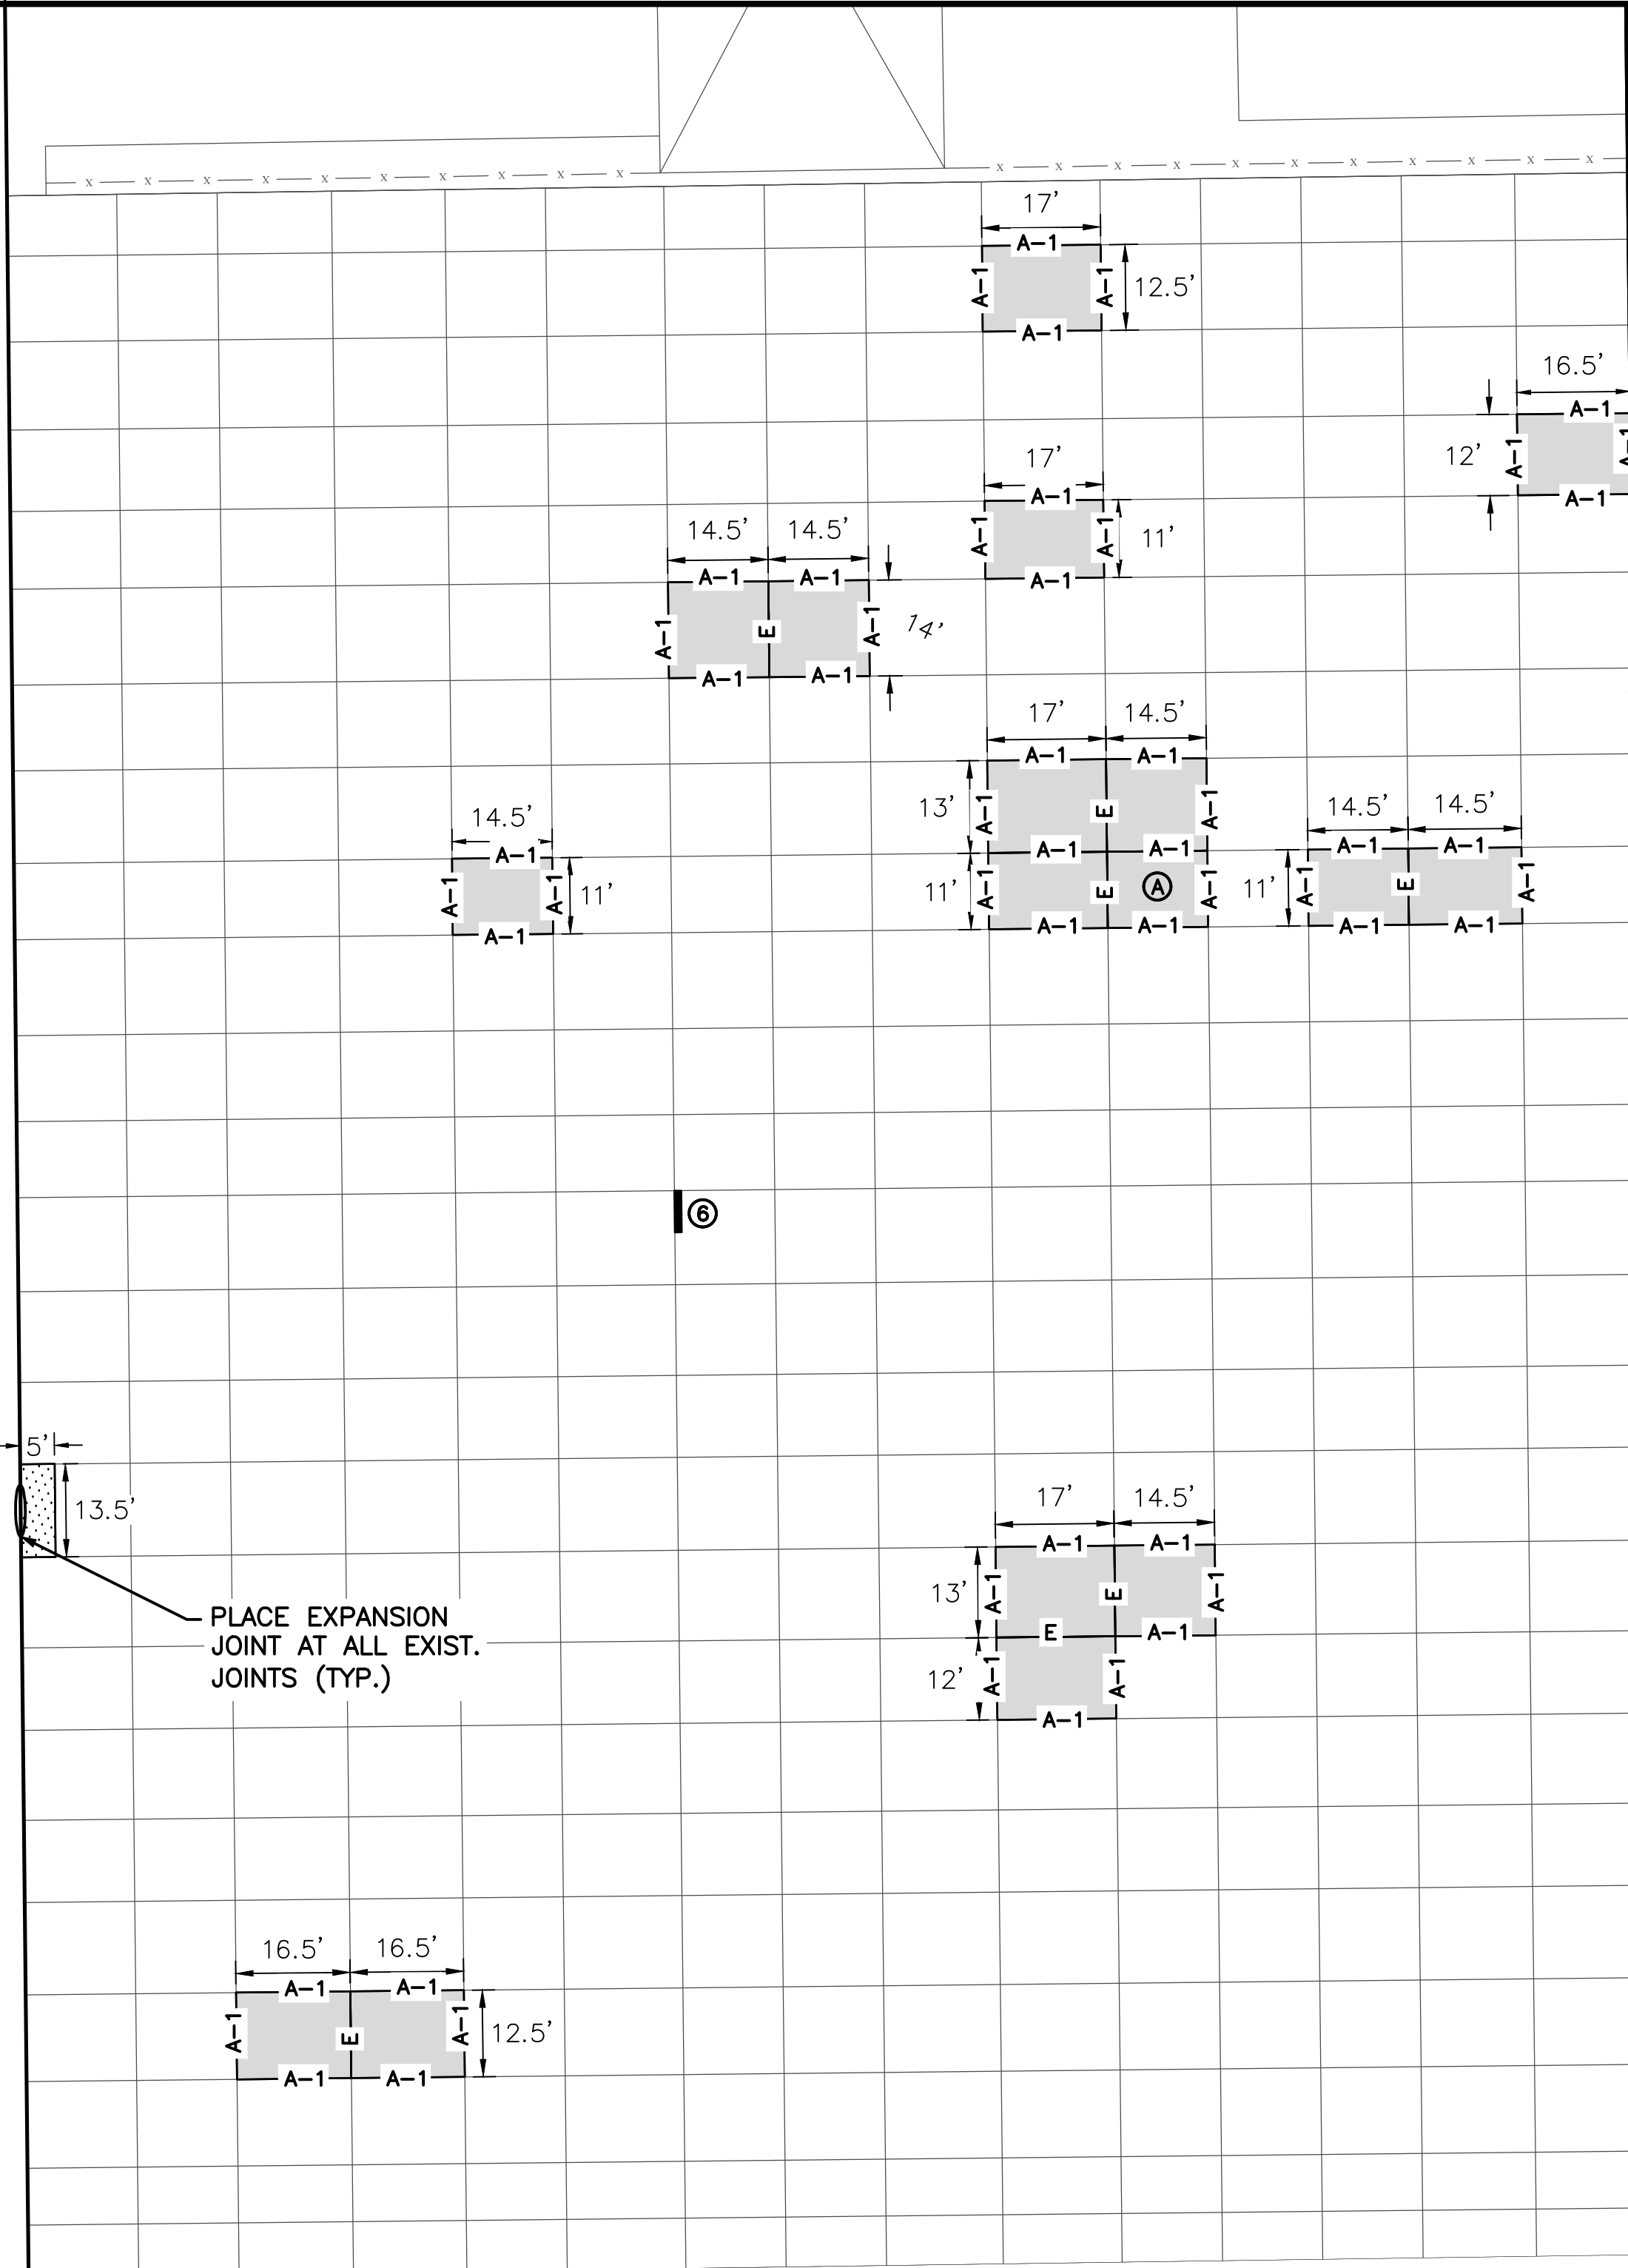 x x x x x x x x x x x x x x x x x x x x x
17'
A-1
A-1 A-1 12.5'
A-1
16.5'
A-1
12' A-1
A-1
17'
A-1
A-1 A-1 11'
A-1
14.5' 14.5'
A-1 A-1
A-1 E A-1 14'
A-1 A-1
17' 14.5'
A-1 A-1
13' A-1 E A-1
A-1 A-1
11' A-1 E A A-1
A-1 A-1
14.5' 14.5'
A-1 A-1
11' A-1 E A-1
A-1 A-1
14.5'
A-1
A-1 A-1 11'
A-1
6
5'
13.5'
PLACE EXPANSION
JOINT AT ALL EXIST.
JOINTS (TYP.)
17' 14.5'
A-1 A-1
13' A-1 E A-1
E A-1
12' A-1 A-1
A-1
16.5' 16.5'
A-1 A-1
A-1 E A-1 12.5'
A-1 A-1